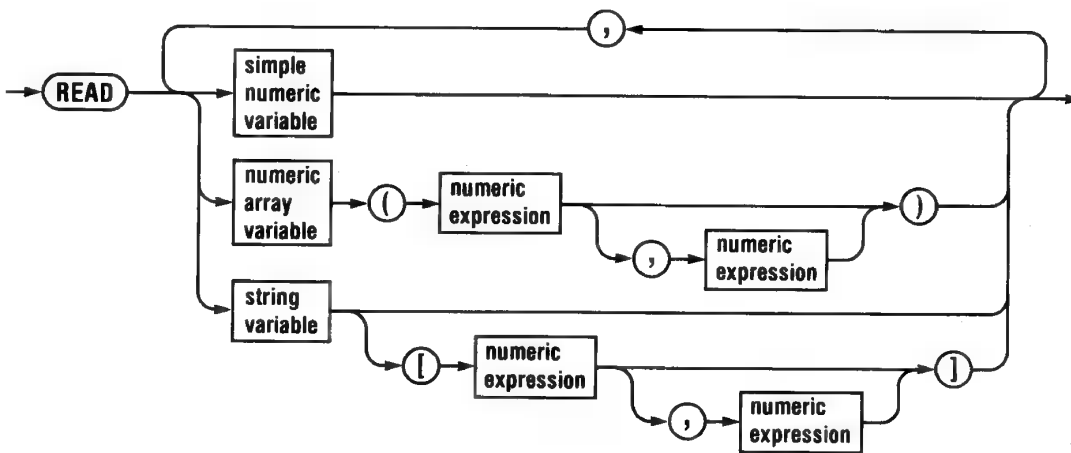 ,
READ
simple
numeric
variable
numeric
array
variable
(
numeric
expression
,
numeric
expression
)
string
variable
[
numeric
expression
,
numeric
expression
]